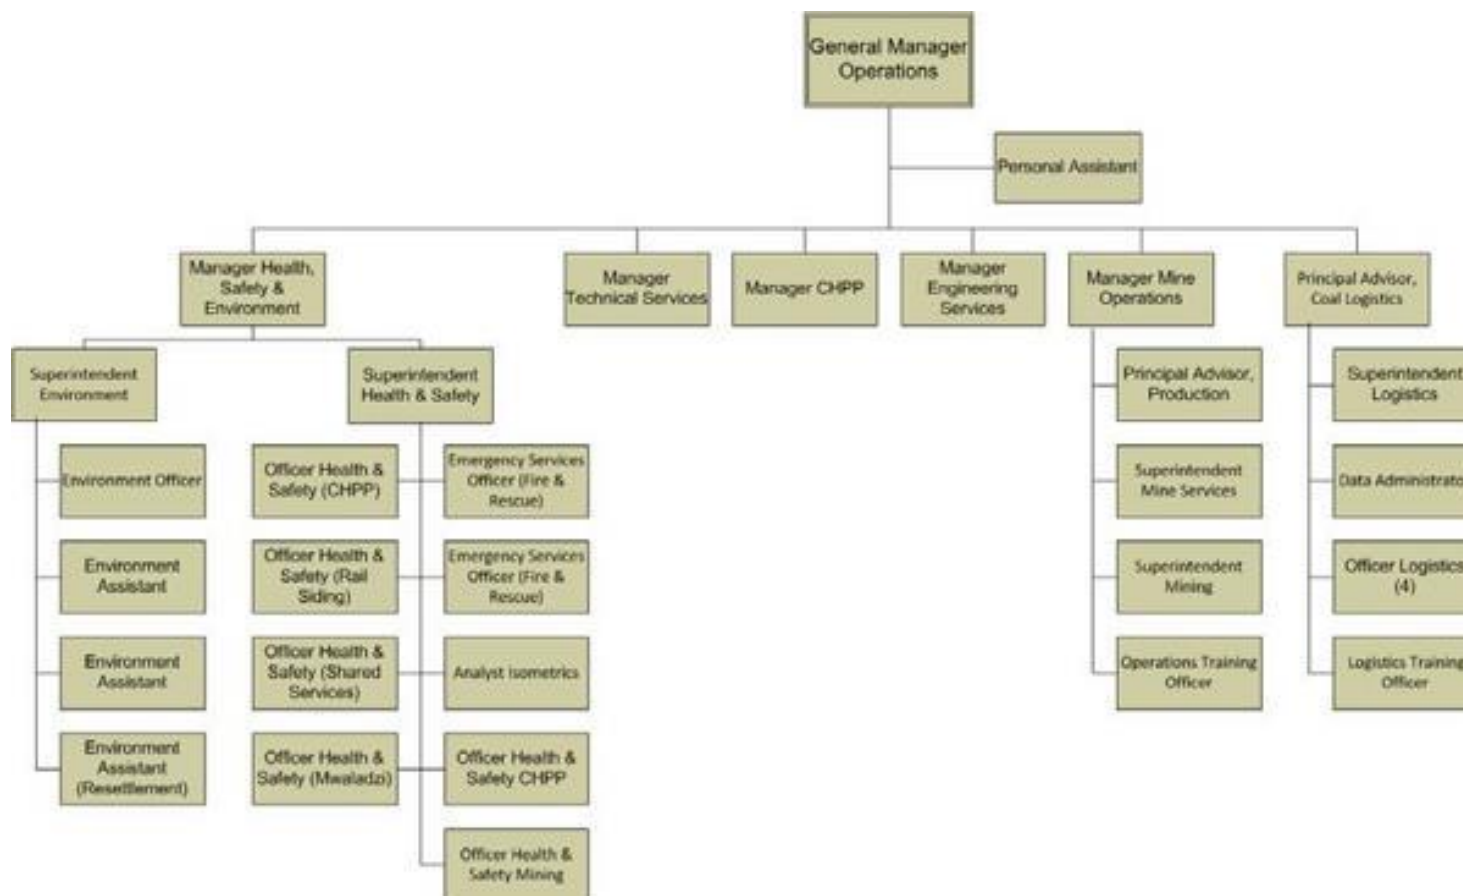 General Manager
Operations
Personal Assistant
Manager Health,
Safety &
Environment
Manager
Technical Services
Manager CHPP
Manager
Engineering
Services
Manager Mine
Operations
Principal Advisor,
Coal Logistics
Superintendent
Environment
Superintendent
Health & Safety
Principal Advisor,
Production
Superintendent
Logistics
Environment Officer
Officer Health &
Safety (CHPP)
Emergency Services
Officer (Fire &
Rescue)
Superintendent
Mine Services
Data Administrato
Environment
Assistant
Officer Health &
Safety (Rail
Siding)
Emergency Services
Officer (Fire &
Rescue)
Superintendent
Mining
Officer Logistics
(4)
Environment
Assistant
Officer Health &
Safety (Shared
Services)
Analyst Isometrics
Operations Training
Officer
Logistics Training
Officer
Environment
Assistant
(Resettlement)
Officer Health &
Safety (Mwaladzi)
Officer Health &
Safety CHPP
Officer Health &
Safety Mining